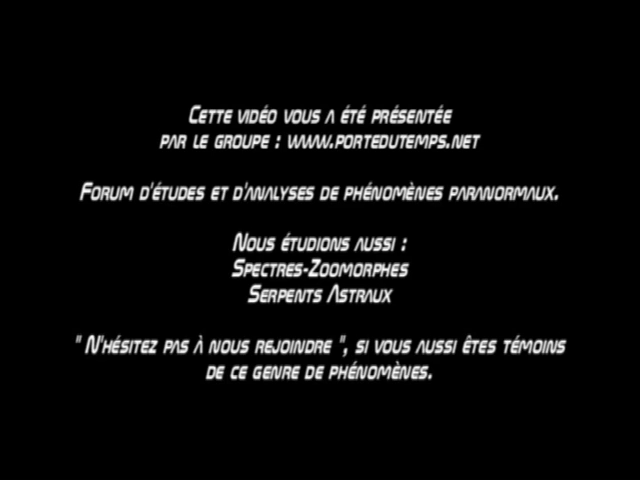 Cette vidéo vous a été présentée
par le groupe : www.portedutemps.net
Forum d'études et d'analyses de phénomènes paranormaux.
Nous étudions aussi :
Spectres-Zoomorphes
Serpents Astraux
" N'hésitez pas à nous rejoindre ", si vous aussi êtes témoins
de ce genre de phénomènes.